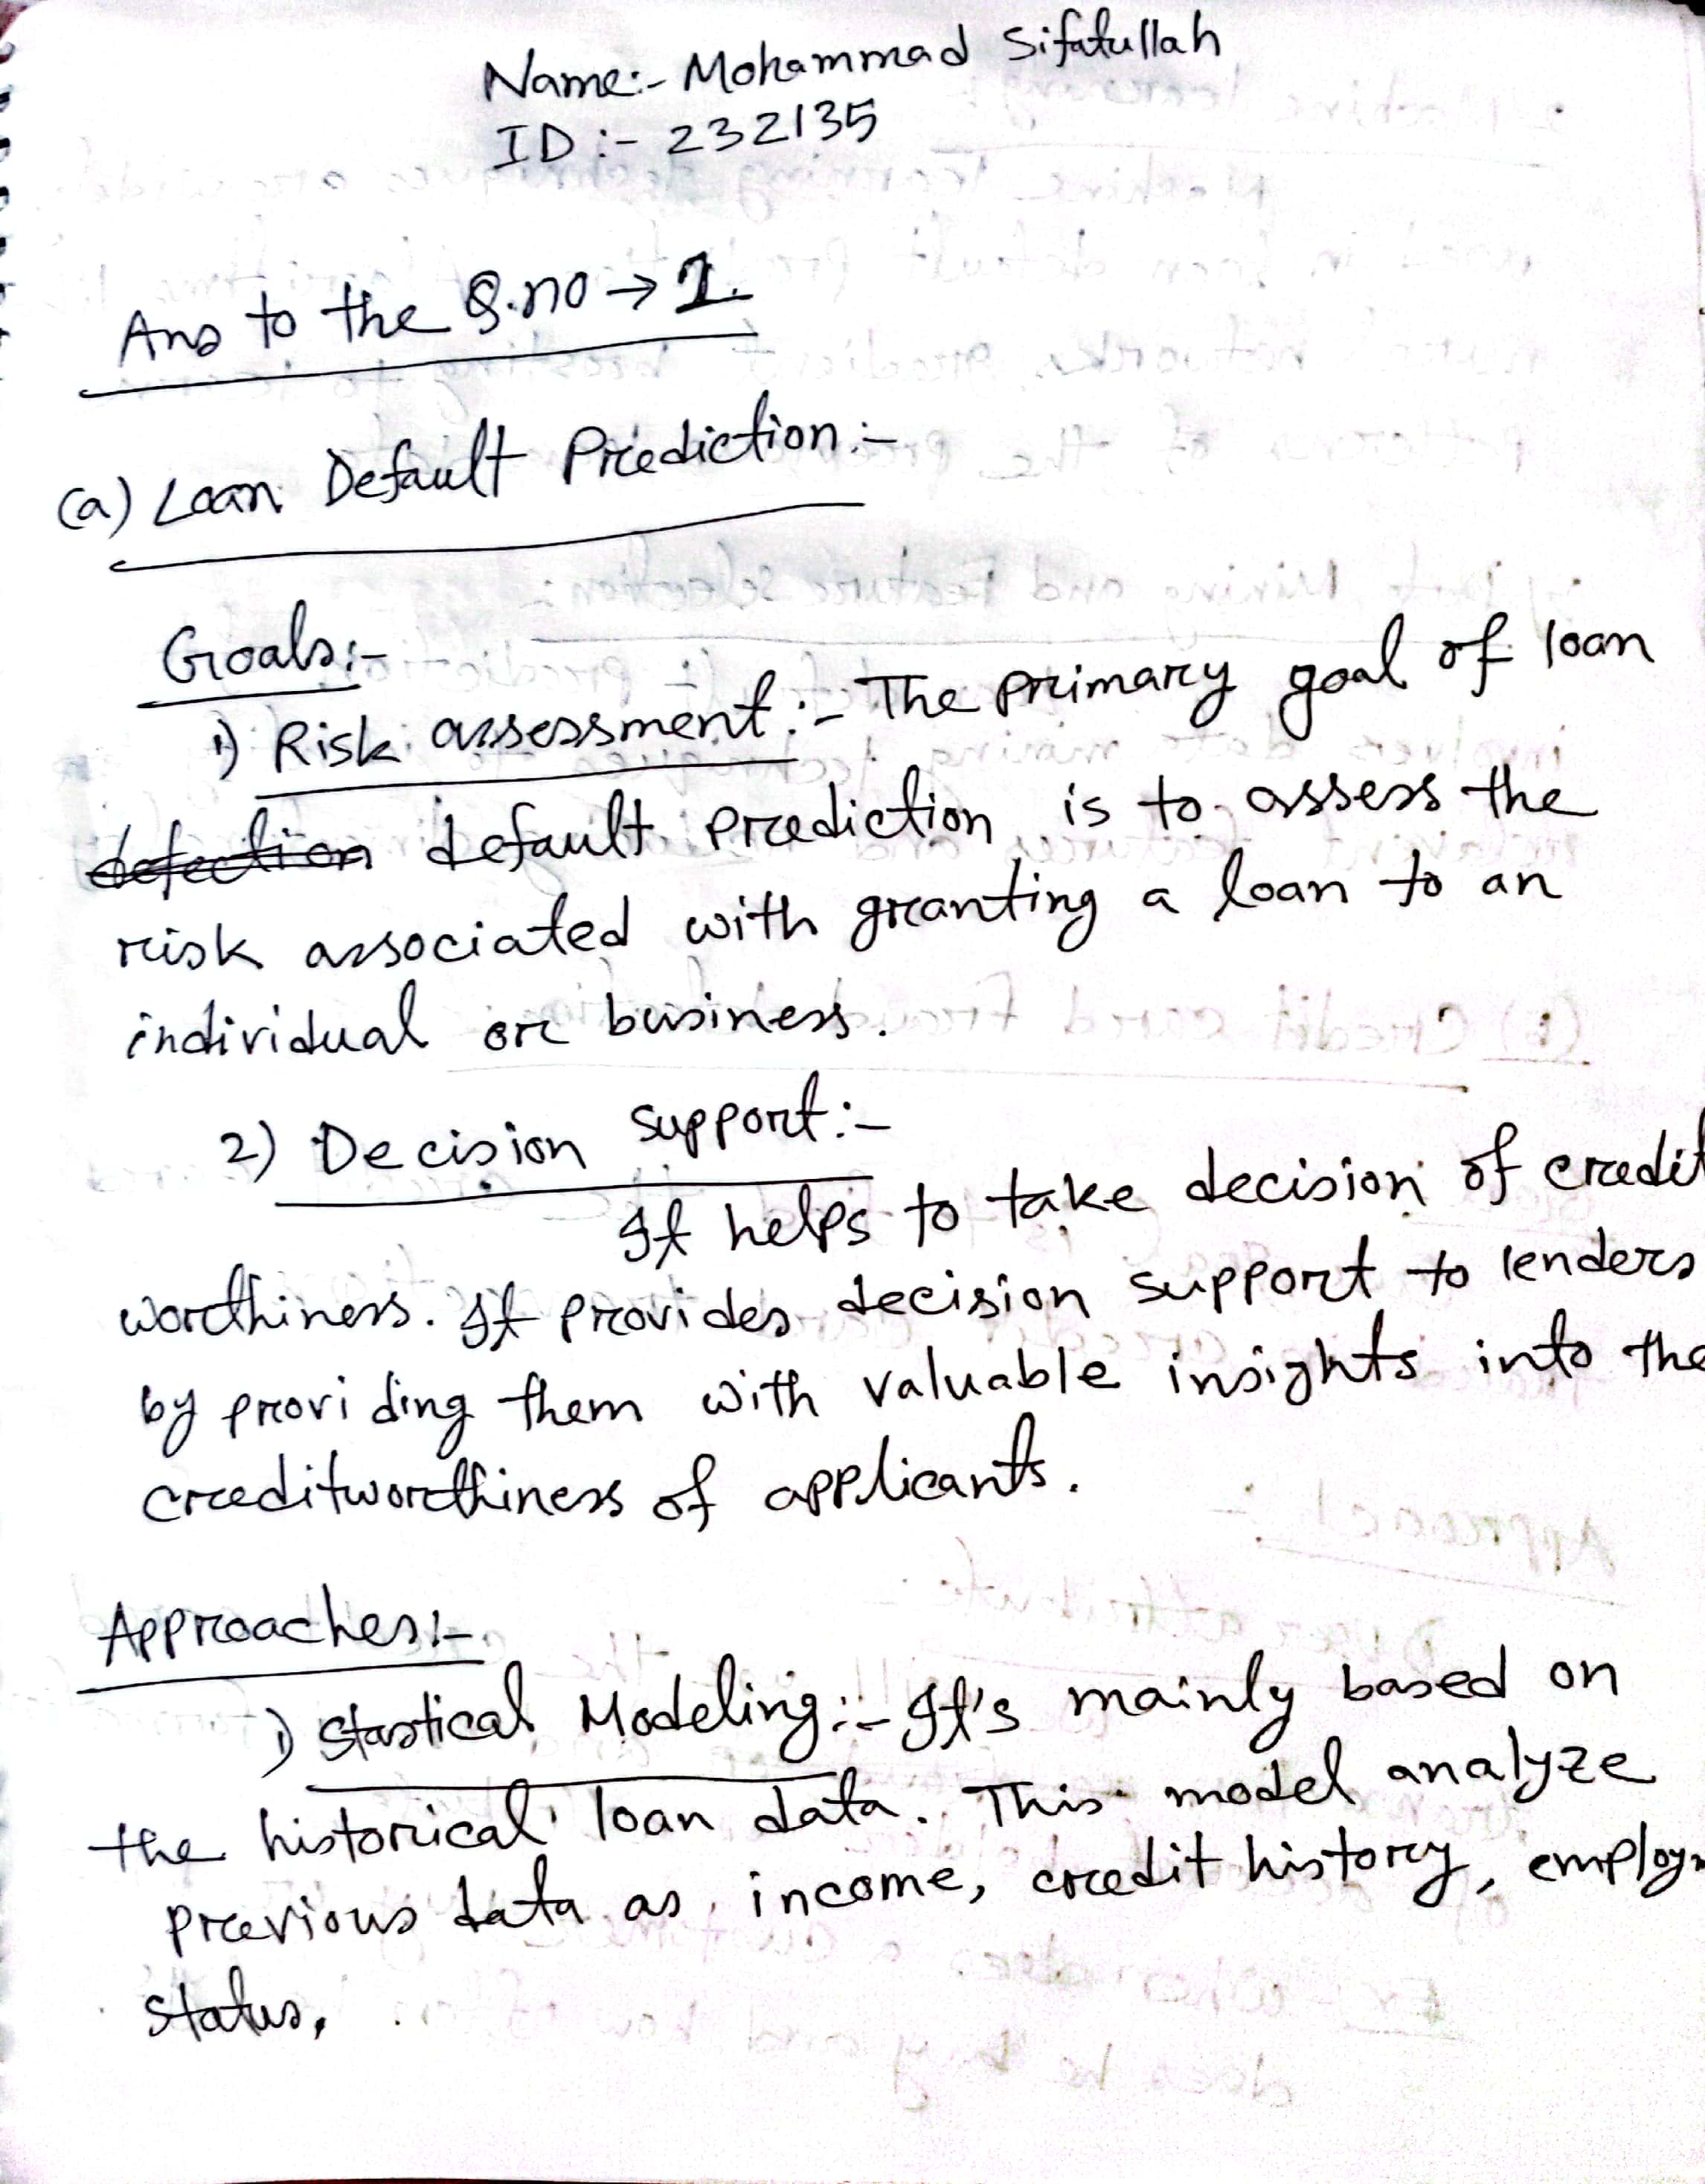 Name:- Mohammad Sifatullah
ID:- 232135
Ans to the Q.no → 1.
(a) Loan Default Prediction:-
Goals:-
1) Risk assessment:- The primary goal of loan
defection default prediction is to assess the
risk associated with granting a loan to an
individual or business.
2) Decision support:-
It helps to take decision of credit
worthiness. It provides decision support to lenders
by providing them with valuable insights into the
creditworthiness of applicants.
Approaches:-
1) Stastical Modeling:- It's mainly based on
the historical loan data. This model analyze
previous data as income, credit history, employm
status.